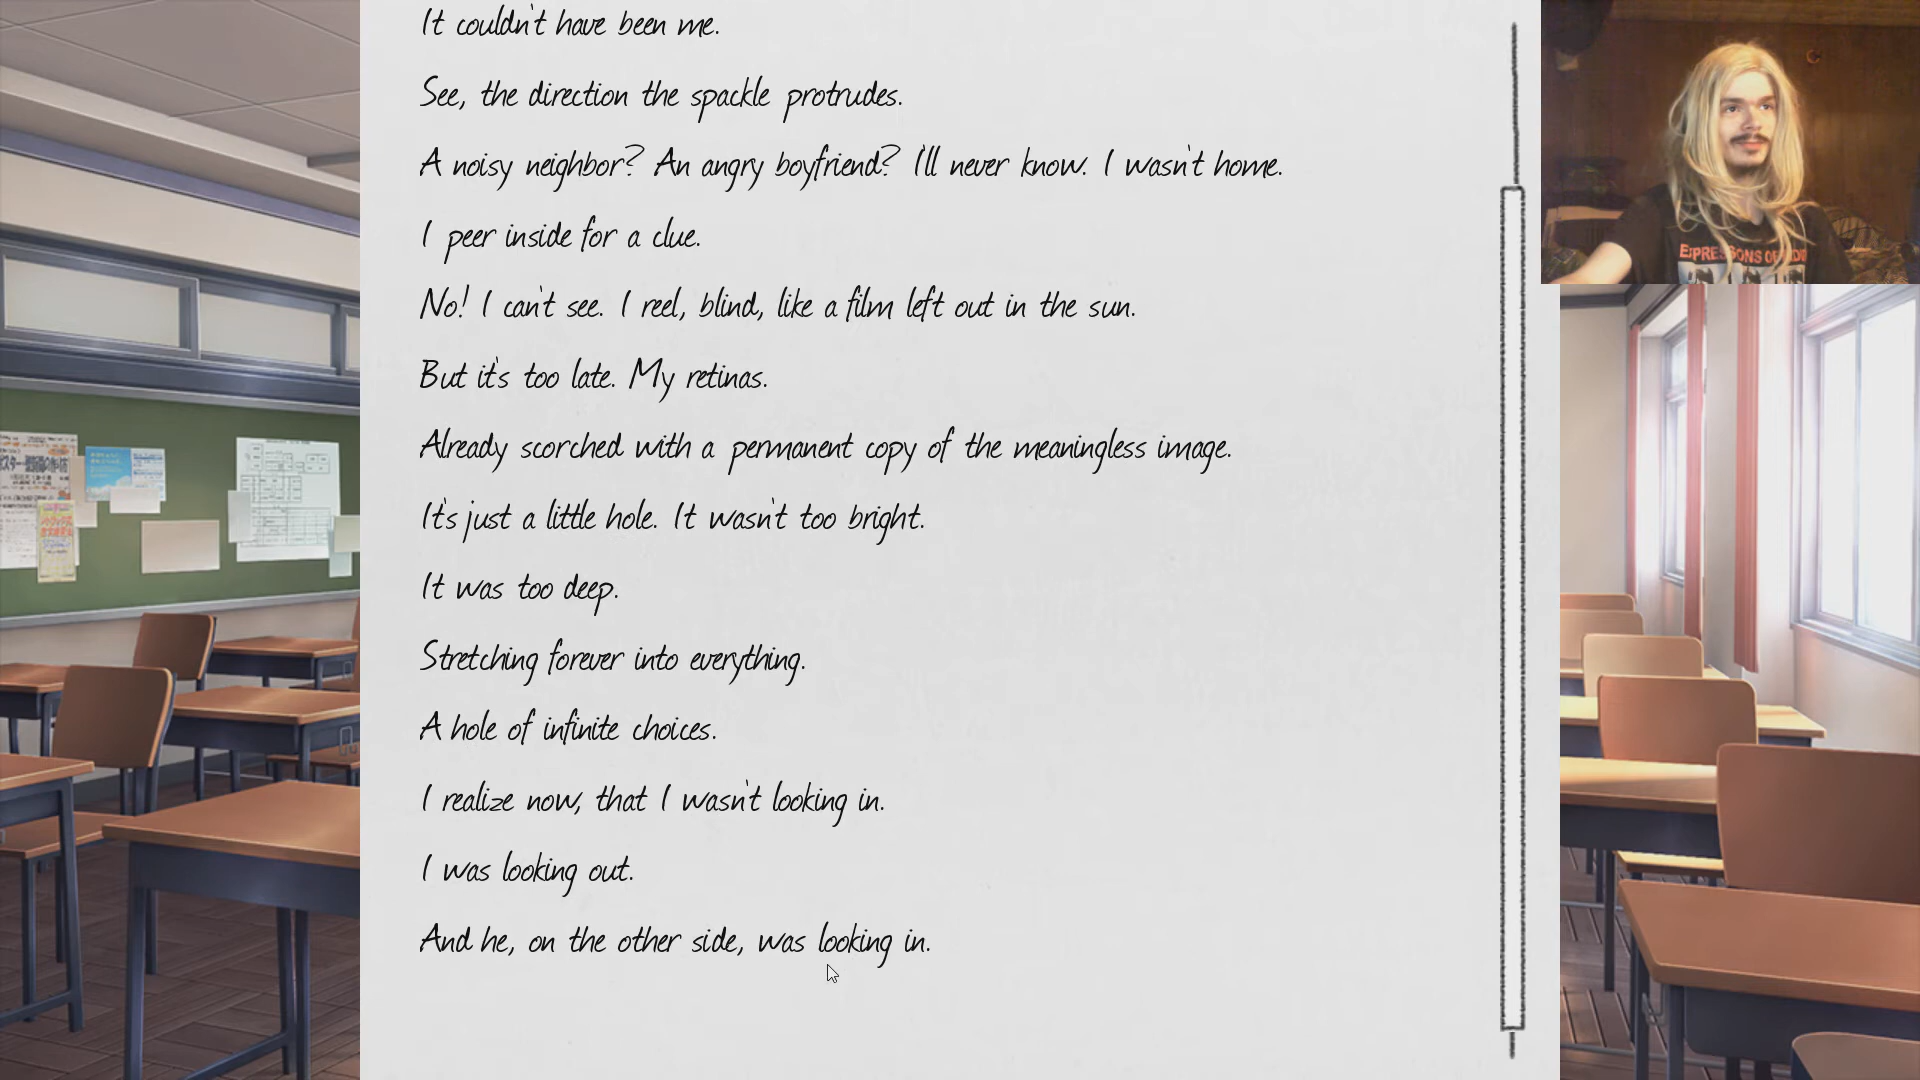 It couldn't have been me.
See, the direction the spackle protrudes.
A noisy neighbor? An angry boyfriend? I'll never know. I wasn't home.
I peer inside for a clue.
No! I can't see. I reel, blind, like a film left out in the sun.
But it's too late. My retinas.
Already scorched with a permanent copy of the meaningless image.
It's just a little hole. It wasn't too bright.
It was too deep.
Stretching forever into everything.
A hole of infinite choices.
I realize now, that I wasn't looking in.
I was looking out.
And he, on the other side, was looking in.